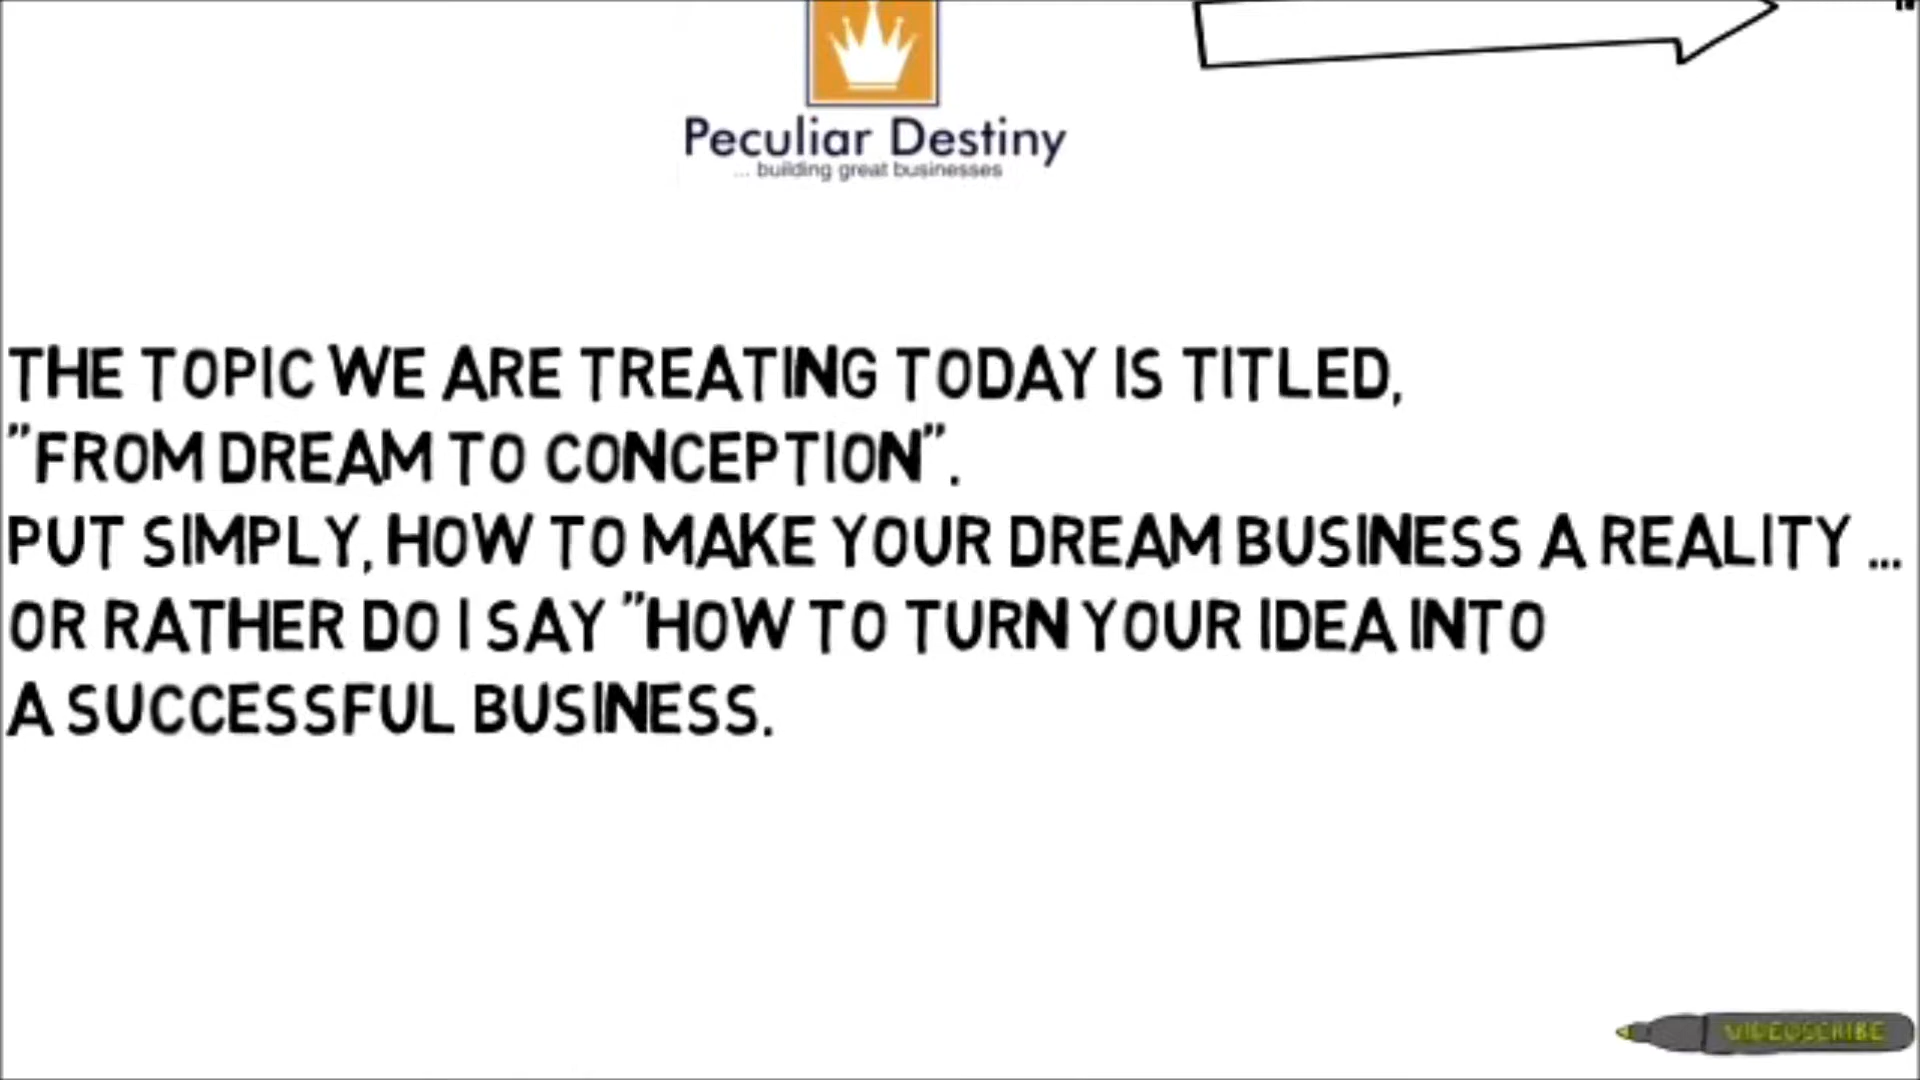 Peculiar Destiny
... building great businesses
THE TOPIC WE ARE TREATING TODAY IS TITLED,
"FROM DREAM TO CONCEPTION".
PUT SIMPLY, HOW TO MAKE YOUR DREAM BUSINESS A REALITY ...
OR RATHER DO I SAY "HOW TO TURN YOUR IDEA INTO
A SUCCESSFUL BUSINESS.
VIDEOSCRIBE